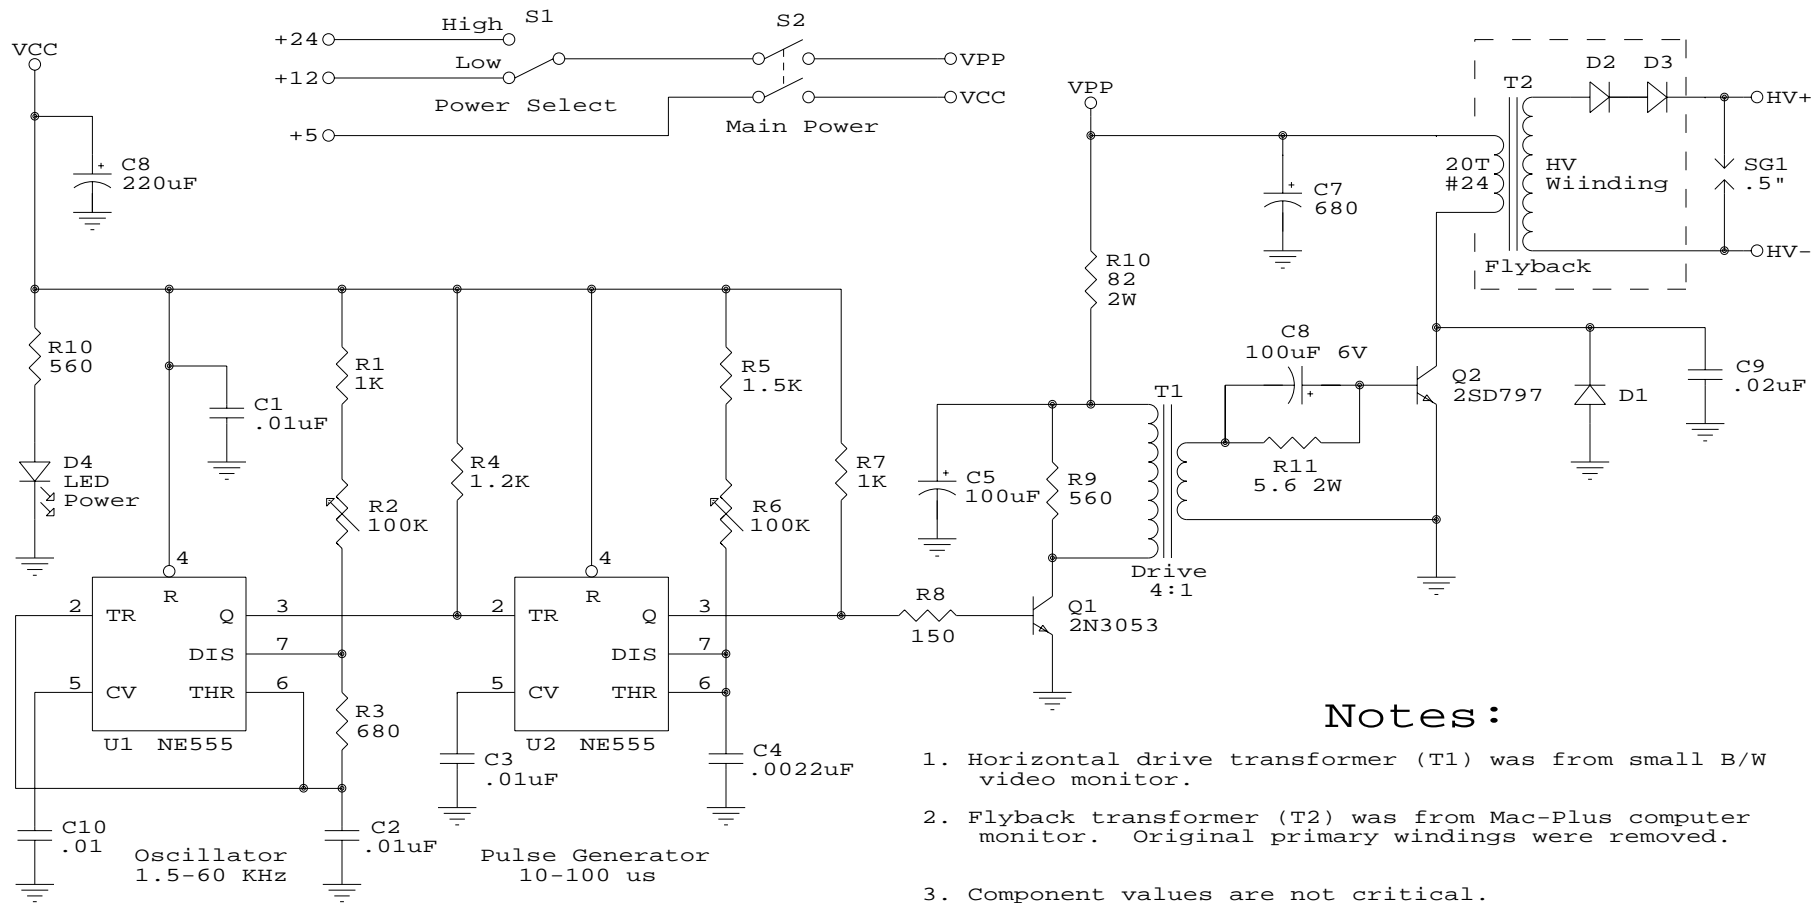 VCC
C8
220uF
+24
High
S1
Low
+12
Power Select
+5
S2
VPP
VCC
Main Power
VPP
R10
82
2W
C7
680
20T
#24
T2
HV
Wiinding
D2
D3
HV+
SG1
.5"
HV-
Flyback
R10
560
D4
LED
Power
C1
.01uF
R1
1K
R2
100K
R4
1.2K
R5
1.5K
R6
100K
R7
1K
C5
100uF
R9
560
T1
Drive
4:1
C8
100uF 6V
R11
5.6 2W
Q2
2SD797
D1
C9
.02uF
4
R
2
TR
Q
3
DIS
7
5
CV
THR
6
U1
NE555
R3
680
4
R
2
TR
Q
3
DIS
7
5
CV
THR
6
U2
NE555
R8
150
Q1
2N3053
C3
.01uF
C4
.0022uF
C10
.01
C2
.01uF
Oscillator
1.5-60 KHz
Pulse Generator
10-100 us
+
+
+
+
Notes:
1. Horizontal drive transformer (T1) was from small B/W
video monitor.
2. Flyback transformer (T2) was from Mac-Plus computer
monitor. Original primary windings were removed.
3. Component values are not critical.